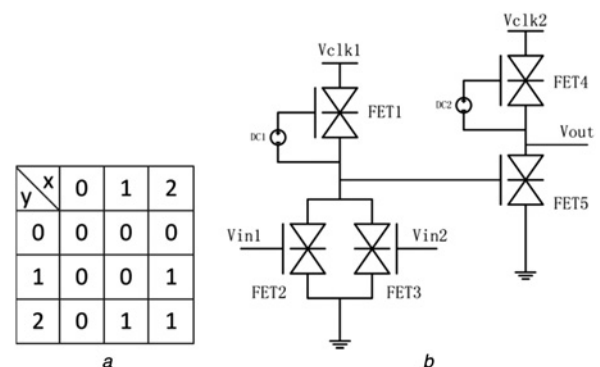 Vclk1
Vclk2
DC1
FET1
DC2
FET4
Vout
FET5
Vin1
Vin2
FET2
FET3
x
y
0 1 2
0 0 0 0
1 0 0 1
2 0 1 1
a
b